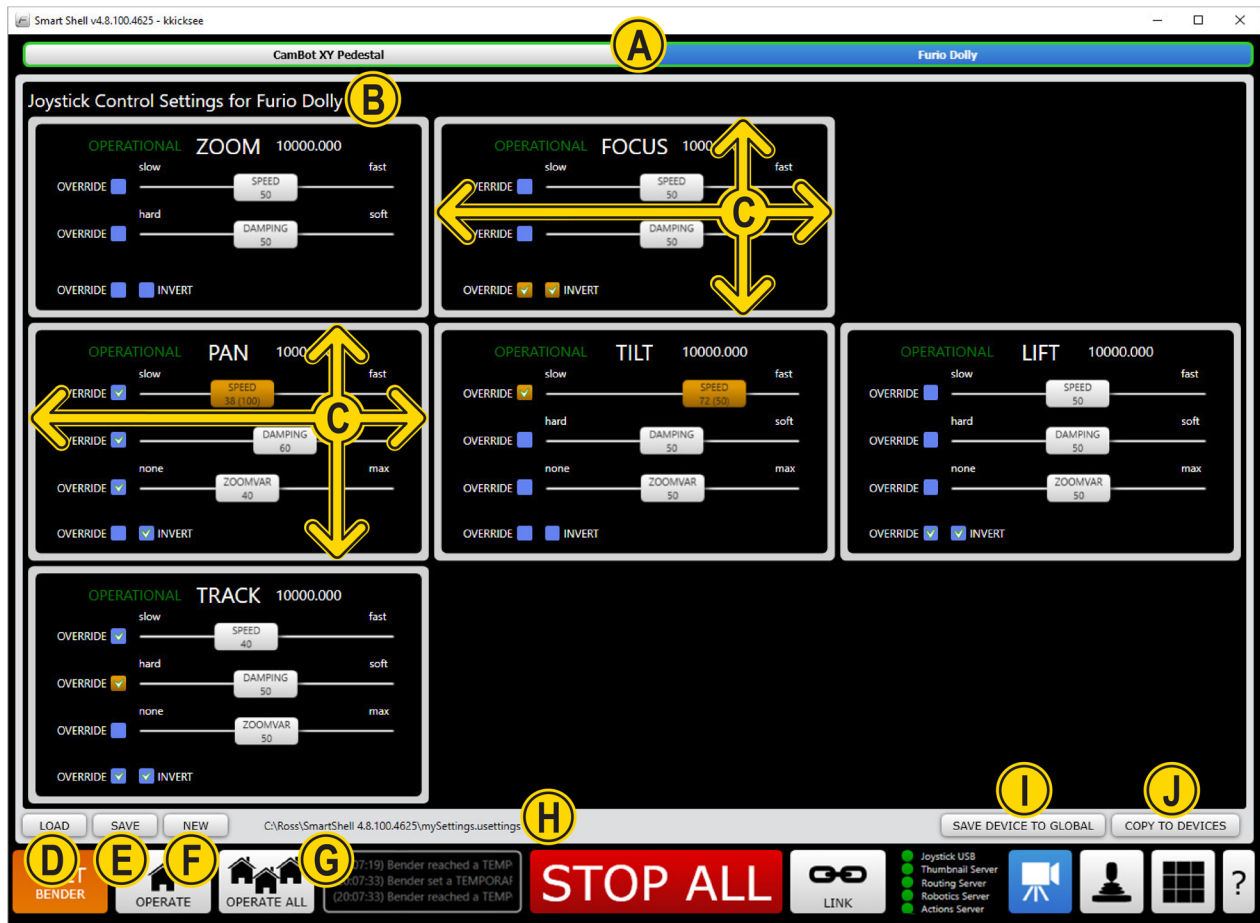 Smart Shell v4.8.100.4625 - kkicksee
CamBot XY Pedestal
A
Furio Dolly
Joystick Control Settings for Furio Dolly
B
OPERATIONAL ZOOM 10000.000
slow fast
OVERRIDE SPEED
50
hard soft
OVERRIDE DAMPING
50
OVERRIDE INVERT
OPERATIONAL FOCUS
slow fast
SPEED
50
C
DAMPING
50
OVERRIDE INVERT
OPERATIONAL PAN
slow fast
SPEED
38 (100)
C
DAMPING
60
none max
OVERRIDE ZOOMVAR
40
OVERRIDE INVERT
OPERATIONAL TILT 10000.000
slow fast
OVERRIDE SPEED
72 (50)
hard soft
OVERRIDE DAMPING
50
none max
OVERRIDE ZOOMVAR
50
OVERRIDE INVERT
OPERATIONAL LIFT 10000.000
slow fast
OVERRIDE SPEED
50
hard soft
OVERRIDE DAMPING
50
none max
OVERRIDE ZOOMVAR
50
OVERRIDE INVERT
OPERATIONAL TRACK 10000.000
slow fast
OVERRIDE SPEED
40
hard soft
OVERRIDE DAMPING
50
none max
OVERRIDE ZOOMVAR
50
OVERRIDE INVERT
I J
LOAD SAVE NEW C:\Ross\SmartShell 4.8.100.4625\mySettings.usettings H SAVE DEVICE TO GLOBAL COPY TO DEVICES
D E F G
BENDER
OPERATE
OPERATE ALL
07:19) Bender reached a TEMP
07:33) Bender set a TEMPORAR
(20:07:33) Bender reached a TEMP
STOP ALL
LINK
Joystick USB
Thumbnail Server
Routing Server
Robotics Server
Actions Server
?